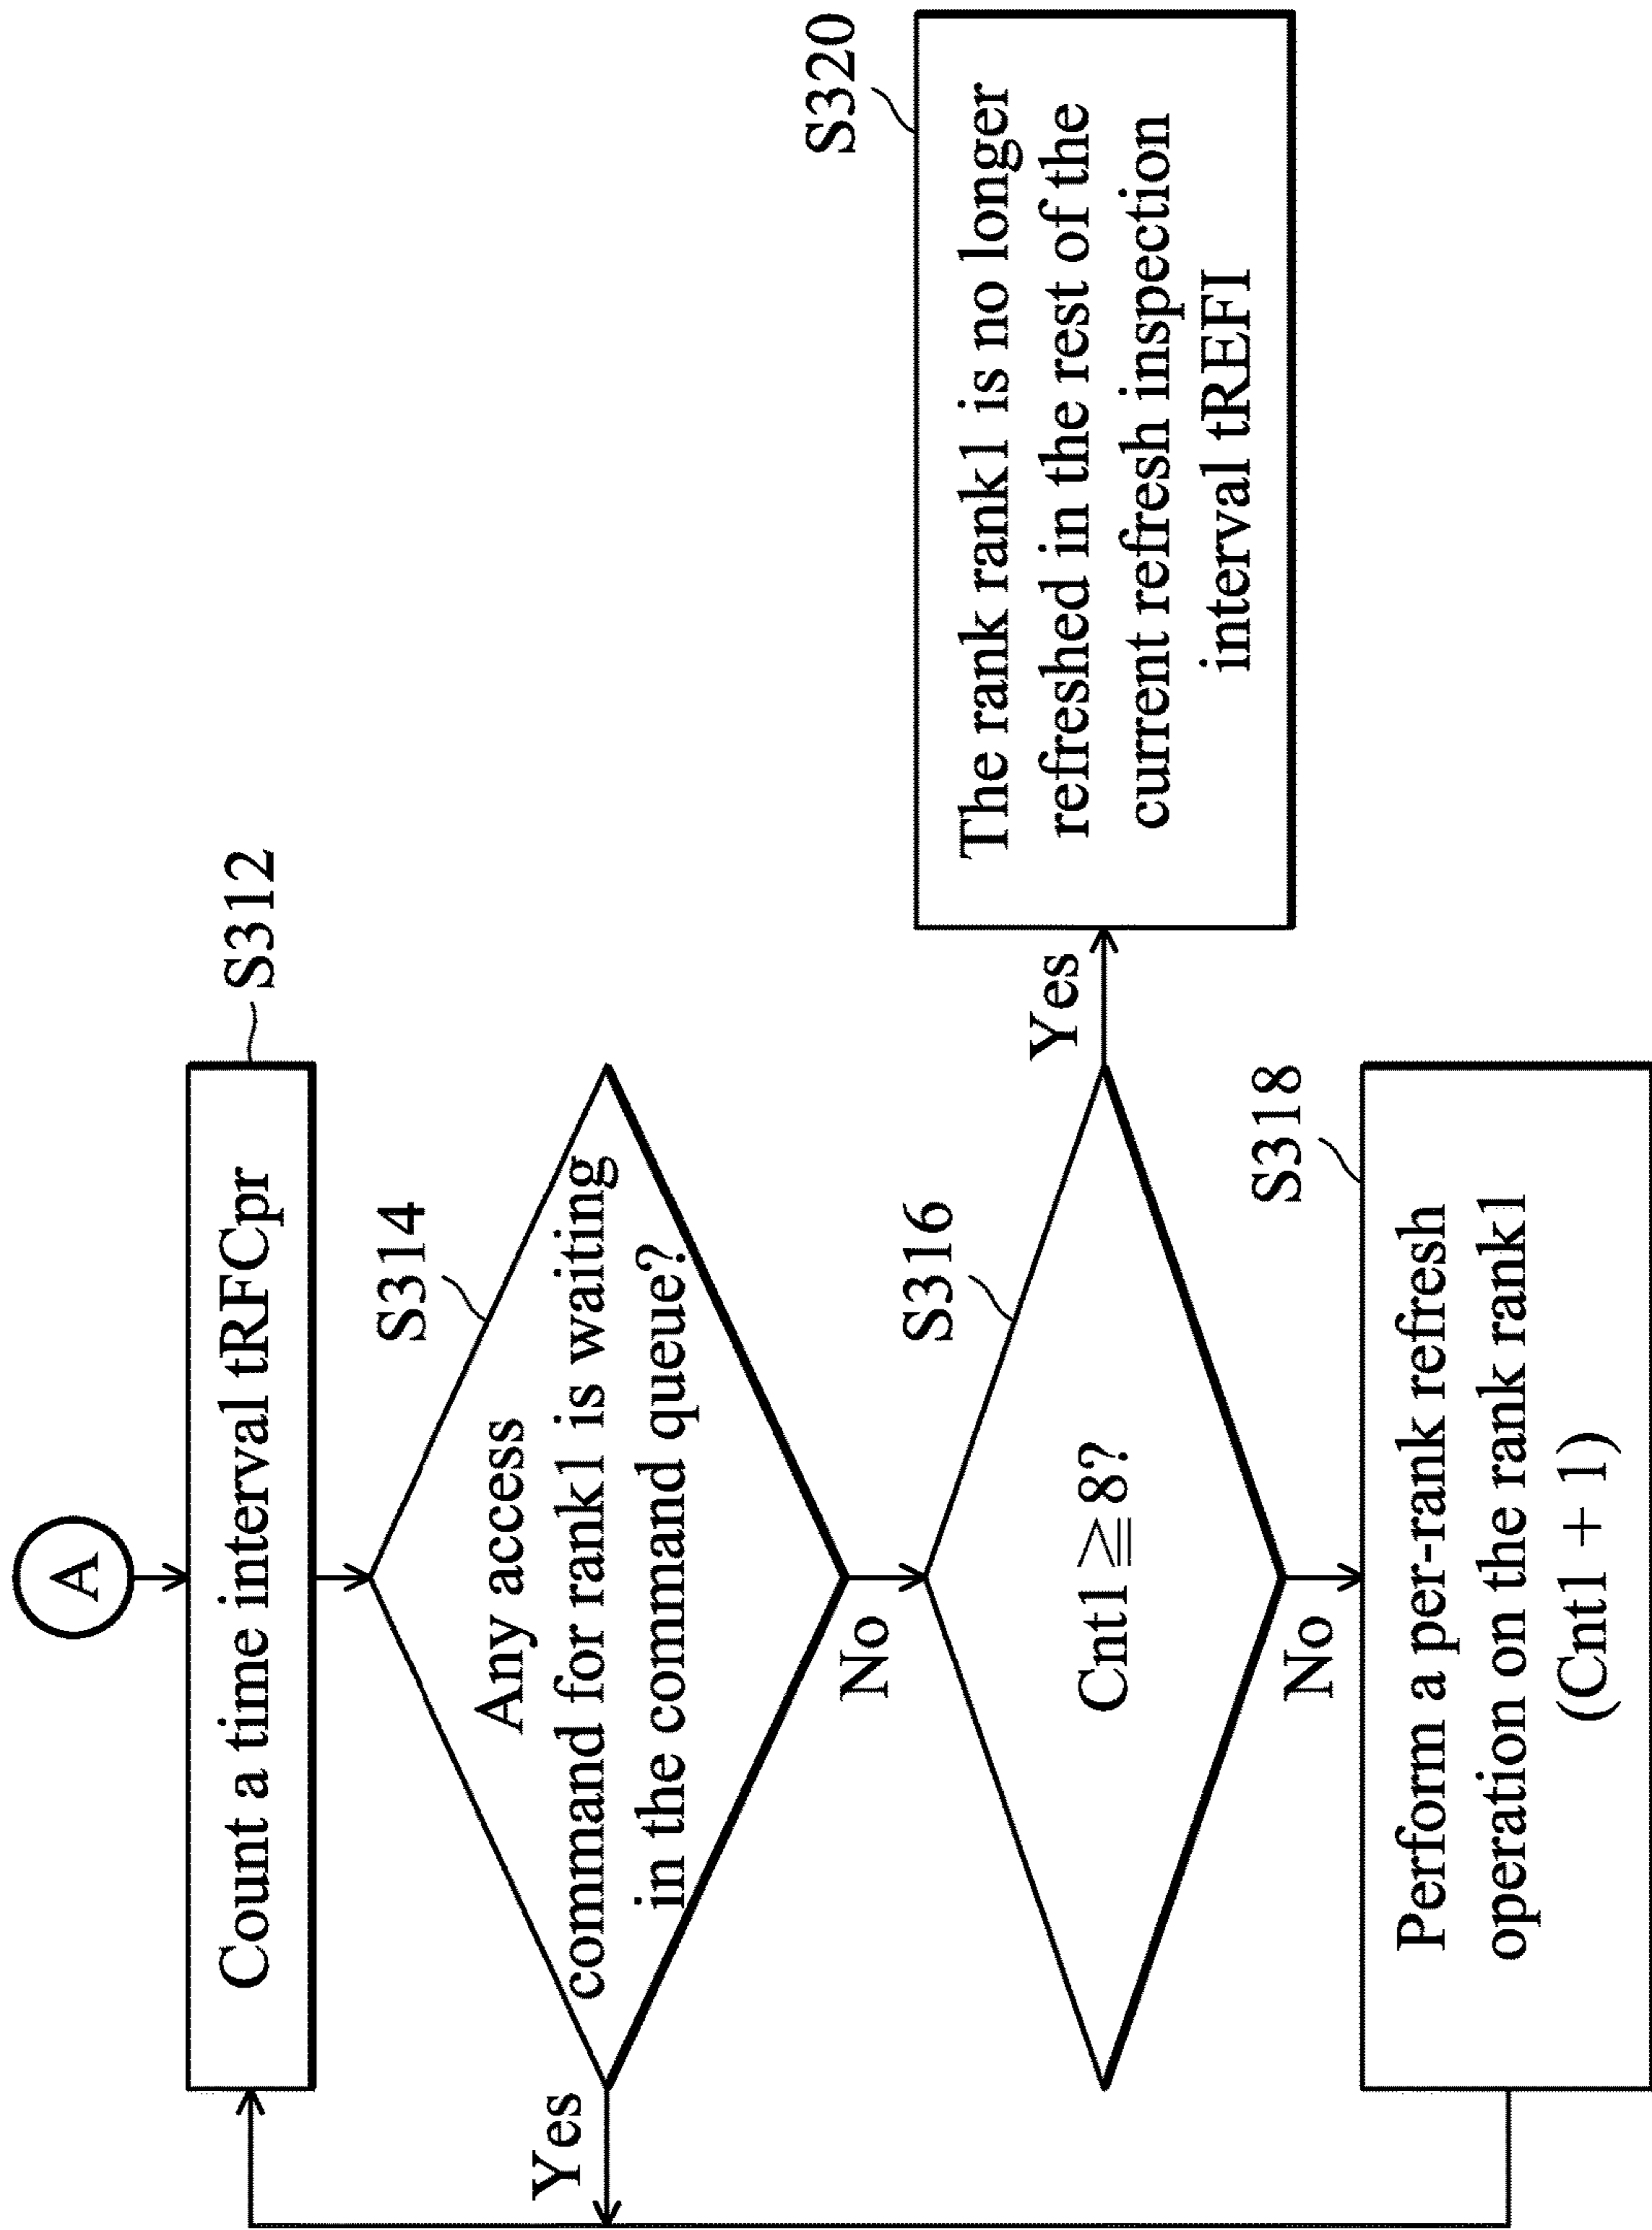 A
Count a time interval tRFCpr
S312
S314
Any access
command for rank1 is waiting
in the command queue?
Yes
No
S316
Cnt1 ≧ 8?
Yes
No
S320
The rank rank1 is no longer
refreshed in the rest of the
current refresh inspection
interval tREFI
S318
Perform a per-rank refresh
operation on the rank rank1
(Cnt1 + 1)